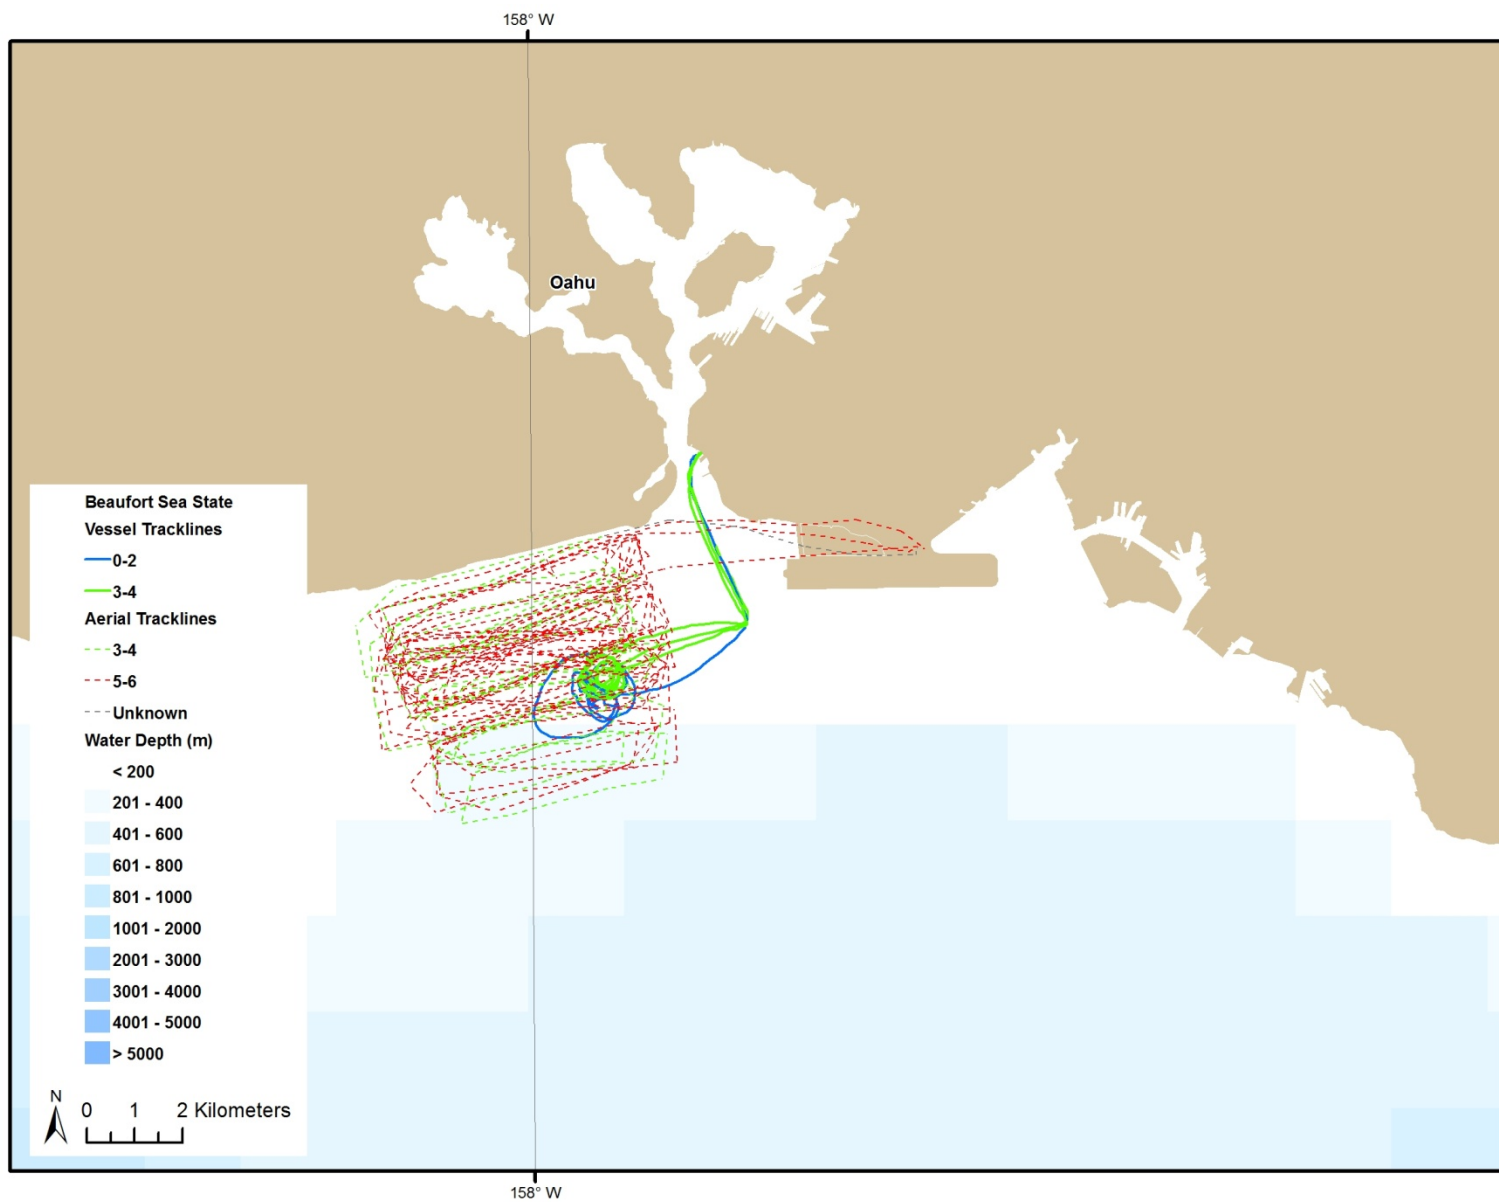 158° W
Oahu
Beaufort Sea State
Vessel Tracklines
0-2
3-4
Aerial Tracklines
3-4
5-6
Unknown
Water Depth (m)
< 200
201 - 400
401 - 600
601 - 800
801 - 1000
1001 - 2000
2001 - 3000
3001 - 4000
4001 - 5000
> 5000
N
0 1 2 Kilometers
158° W